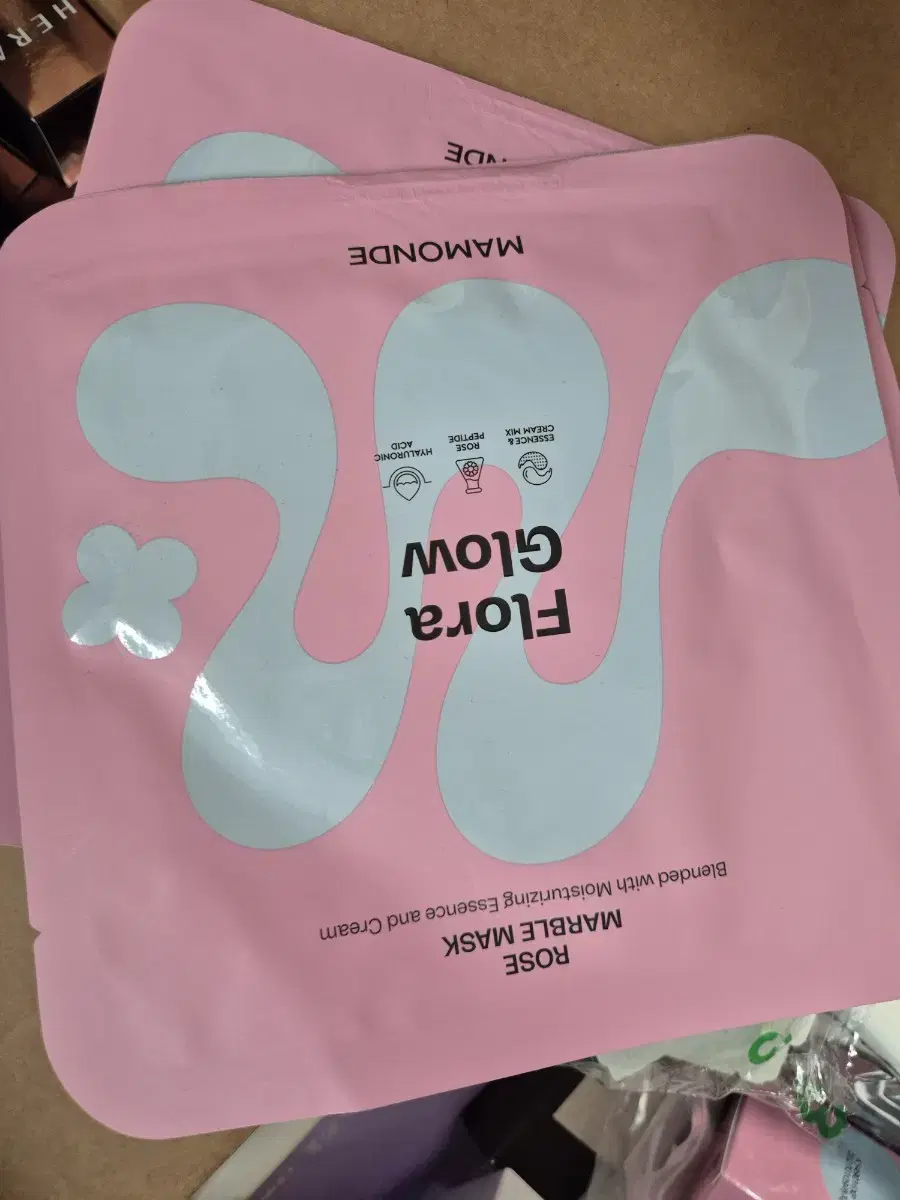 ROSE
MARBLE MASK
Blended with Moisturizing Essence and Cream
Flora
Glow
ESSENCE &
CREAM MIX
ROSE
PEPTIDE
HYALURONIC
ACID
MAMONDE
HERA